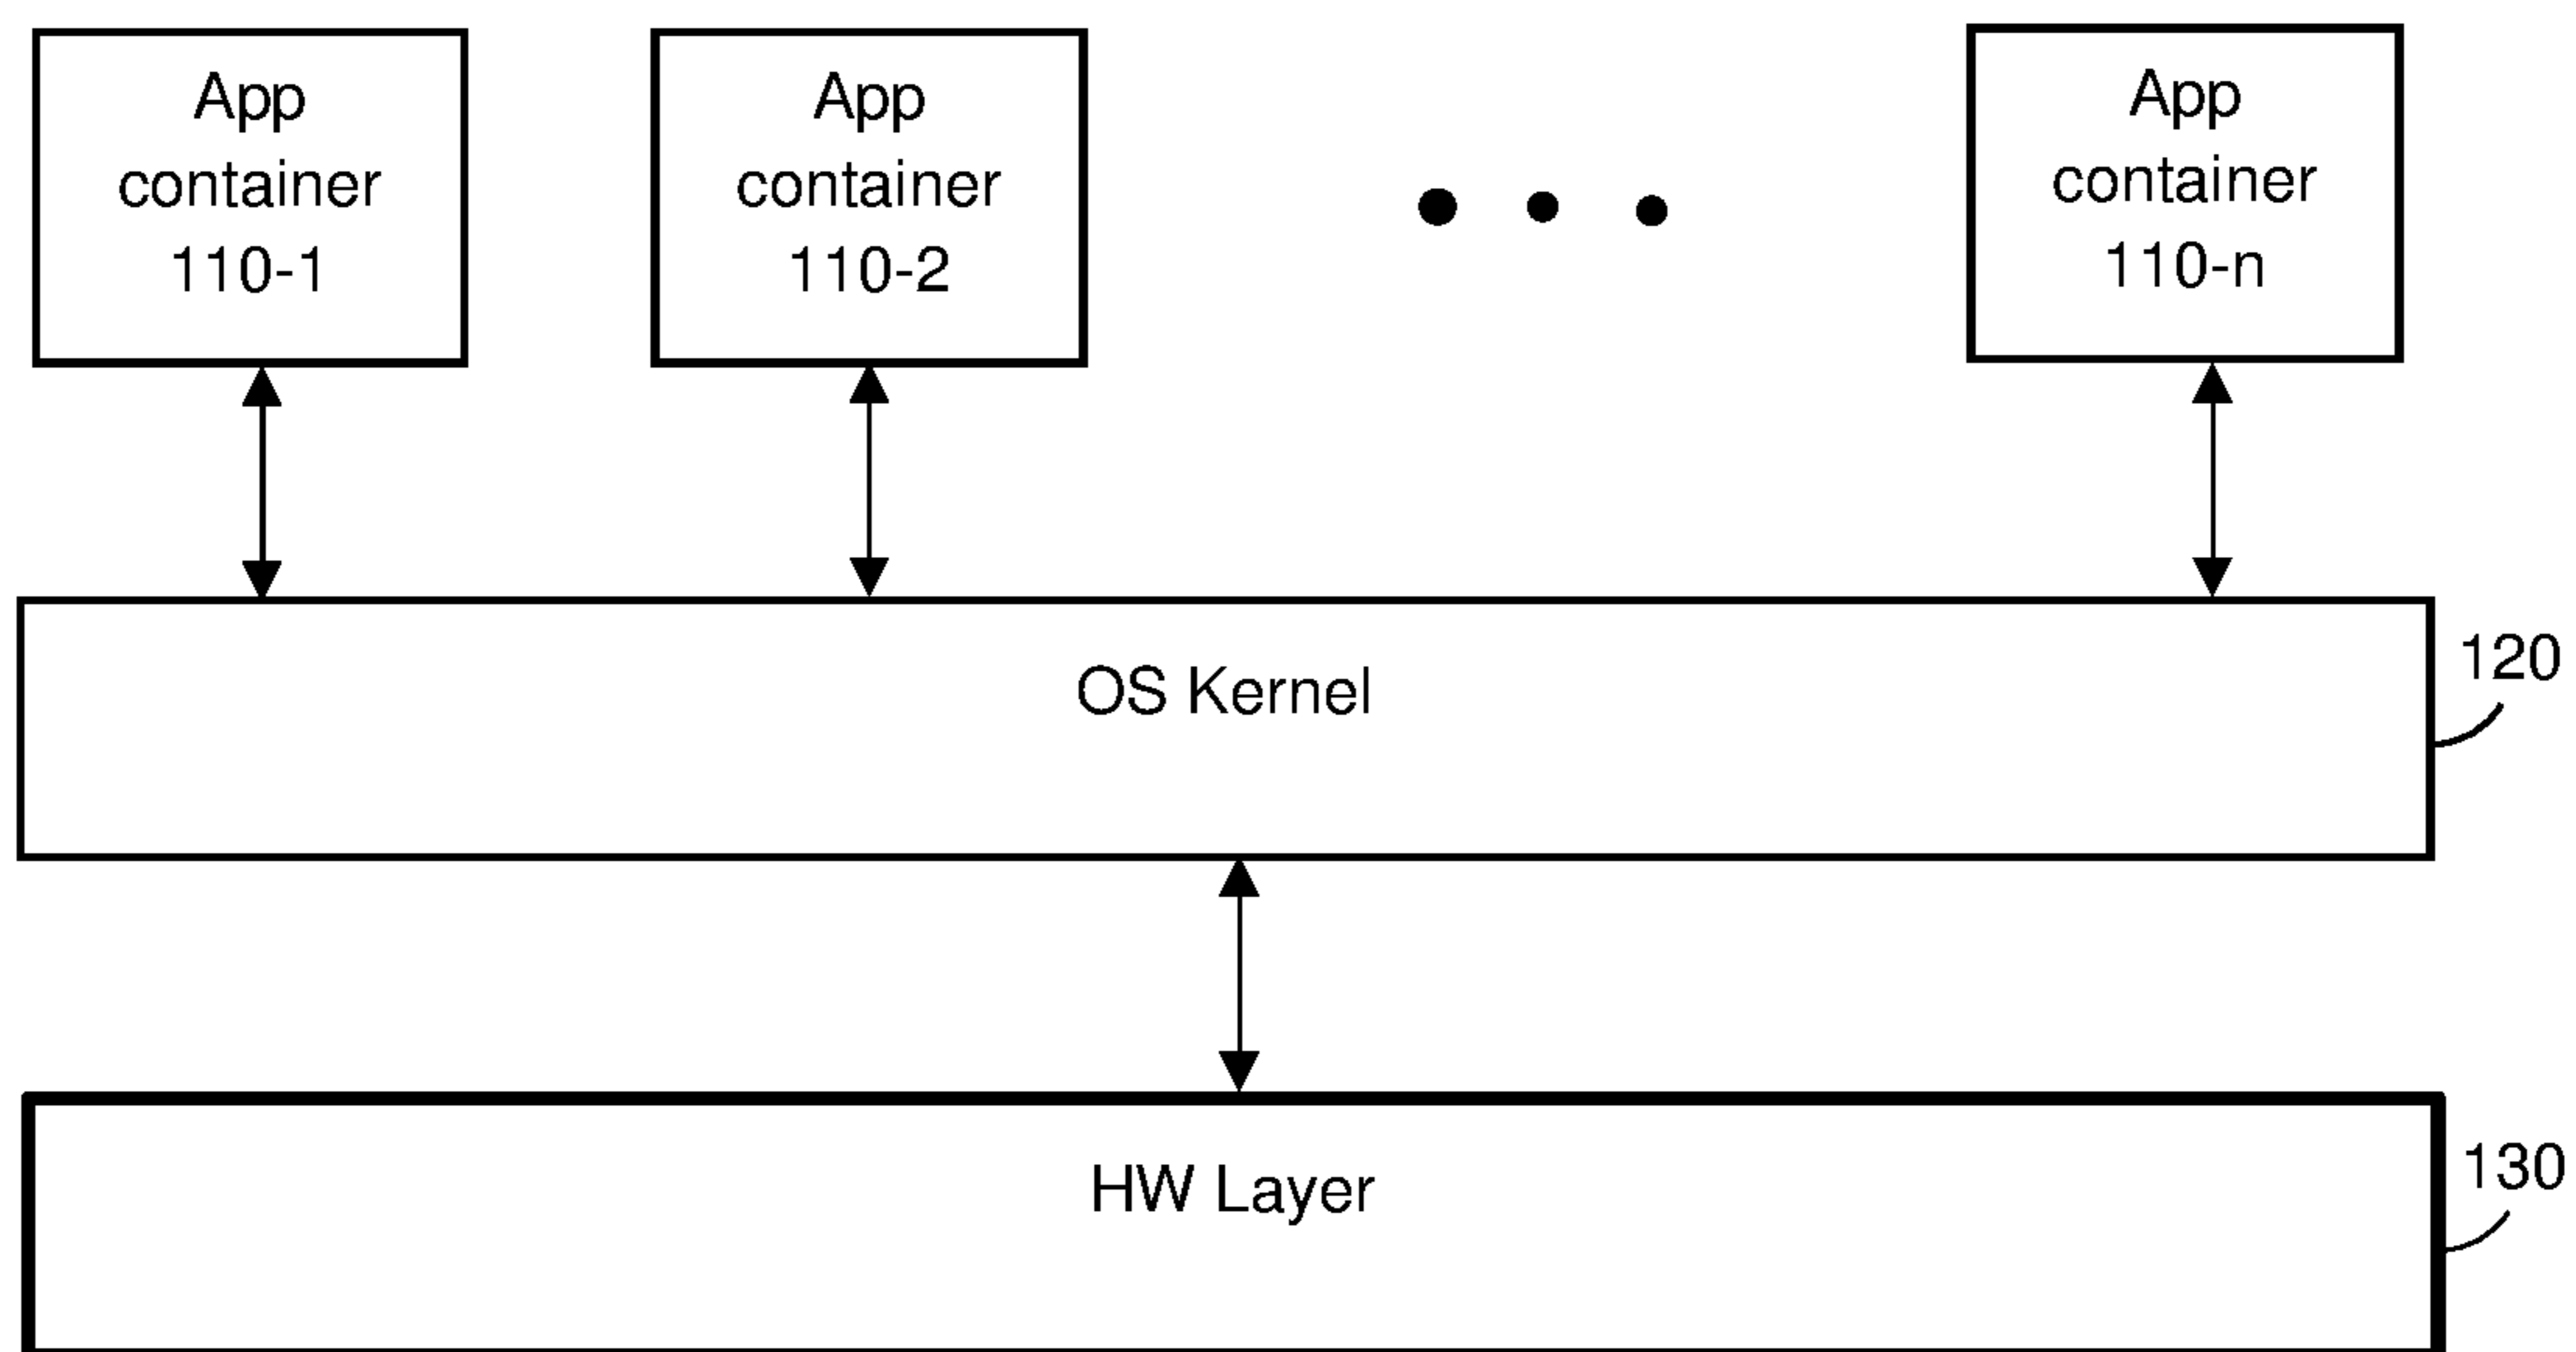 App
container
110-1
App
container
110-2
App
container
110-n
OS Kernel
120
HW Layer
130